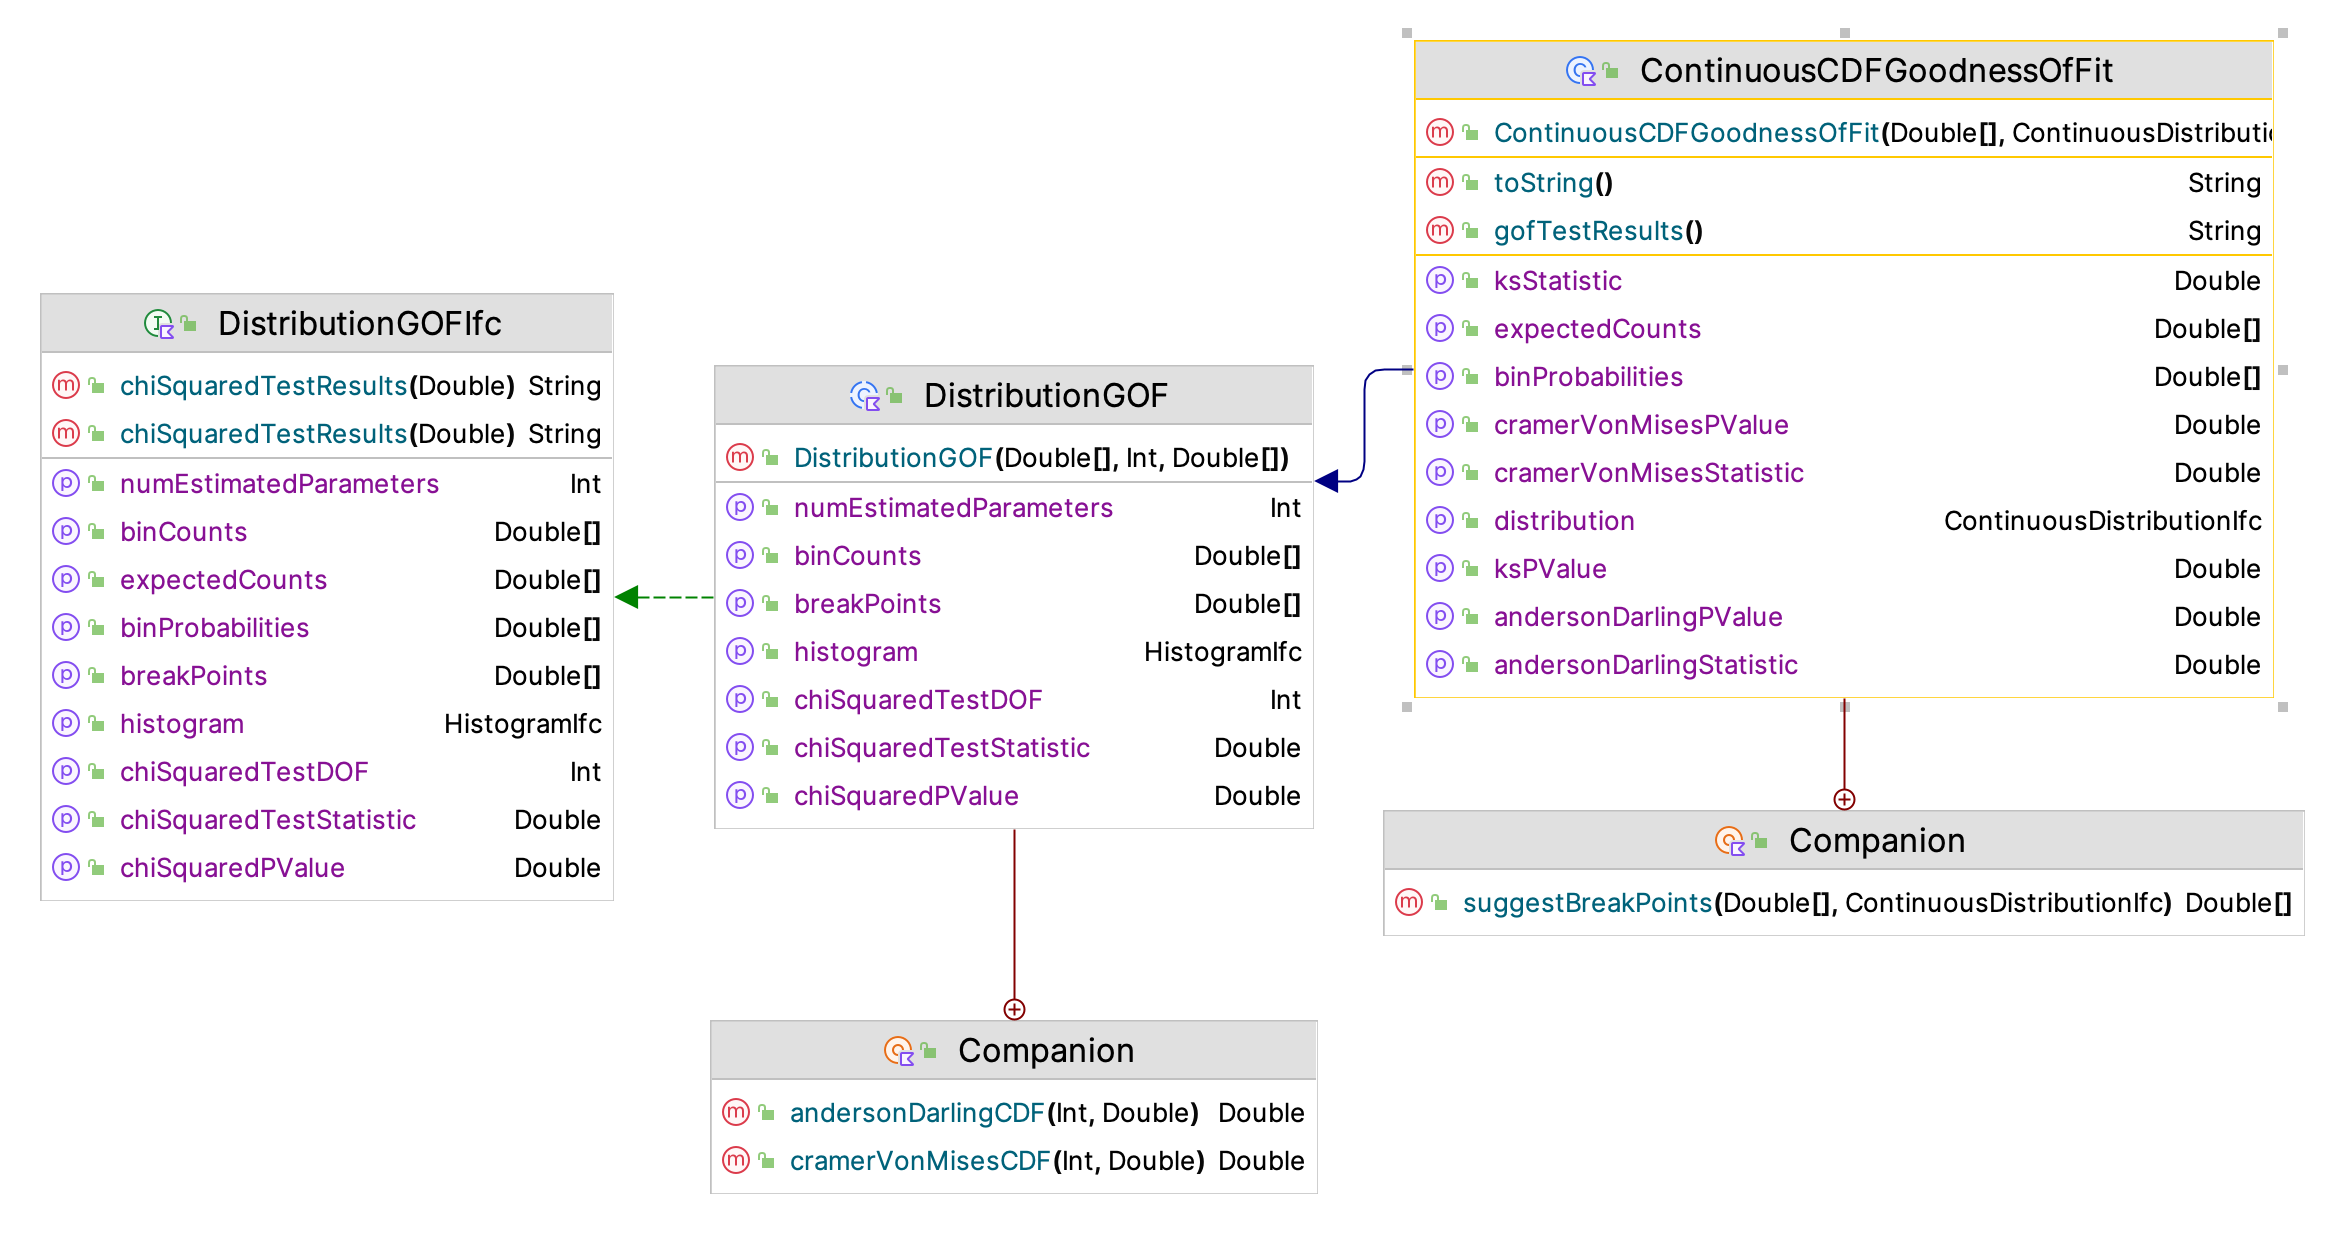 DistributionGOFIfc
chiSquaredTestResults(Double) String
chiSquaredTestResults(Double) String
numEstimatedParameters Int
binCounts Double[]
expectedCounts Double[]
binProbabilities Double[]
breakPoints Double[]
histogram HistogramIfc
chiSquaredTestDOF Int
chiSquaredTestStatistic Double
chiSquaredPValue Double
DistributionGOF
DistributionGOF(Double[], Int, Double[])
numEstimatedParameters Int
binCounts Double[]
breakPoints Double[]
histogram HistogramIfc
chiSquaredTestDOF Int
chiSquaredTestStatistic Double
chiSquaredPValue Double
Companion
andersonDarlingCDF(Int, Double) Double
cramerVonMisesCDF(Int, Double) Double
ContinuousCDFGoodnessOfFit
ContinuousCDFGoodnessOfFit(Double[], ContinuousDistributi
toString() String
gofTestResults() String
ksStatistic Double
expectedCounts Double[]
binProbabilities Double[]
cramerVonMisesPValue Double
cramerVonMisesStatistic Double
distribution ContinuousDistributionIfc
ksPValue Double
andersonDarlingPValue Double
andersonDarlingStatistic Double
Companion
suggestBreakPoints(Double[], ContinuousDistributionIfc) Double[]